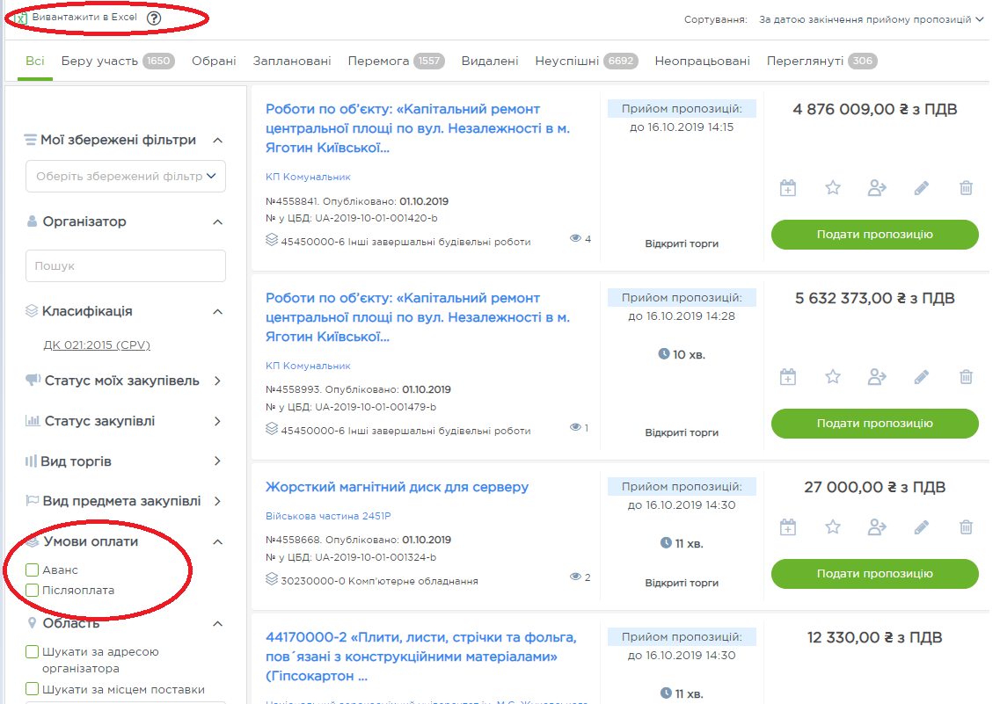 Вивантажити в Excel ?
Сортування: За датою закінчення прийому пропозицій
Всі Беру участь 1650 Обрані Заплановані Перемога 1557 Видалені Неуспішні 6692 Неопрацьовані Переглянуті 306
Мої збережені фільтри
Оберіть збережений фільтр
Організатор
Пошук
Класифікація
ДК 021:2015 (CPV)
Статус моїх закупівель
Статус закупівлі
Вид торгів
Вид предмета закупівлі
Умови оплати
Аванс
Післяоплата
Область
Шукати за адресою
організатора
Шукати за місцем поставки
Роботи по об’єкту: «Капітальний ремонт
центральної площі по вул. Незалежності в м.
Яготин Київської...
КП Комунальник
№4558841. Опубліковано: 01.10.2019
№ у ЦБД: UA-2019-10-01-001420-b
45450000-6 Інші завершальні будівельні роботи
4
Прийом пропозицій:
до 16.10.2019 14:15
Відкриті торги
4 876 009,00 ₴ з ПДВ
Подати пропозицію
Роботи по об’єкту: «Капітальний ремонт
центральної площі по вул. Незалежності в м.
Яготин Київської...
КП Комунальник
№4558993. Опубліковано: 01.10.2019
№ у ЦБД: UA-2019-10-01-001479-b
45450000-6 Інші завершальні будівельні роботи
1
Прийом пропозицій:
до 16.10.2019 14:28
10 хв.
Відкриті торги
5 632 373,00 ₴ з ПДВ
Подати пропозицію
Жорсткий магнітний диск для серверу
Військова частина 2451Р
№4558668. Опубліковано: 01.10.2019
№ у ЦБД: UA-2019-10-01-001324-b
30230000-0 Комп'ютерне обладнання
2
Прийом пропозицій:
до 16.10.2019 14:30
11 хв.
Відкриті торги
27 000,00 ₴ з ПДВ
Подати пропозицію
44170000-2 «Плити, листи, стрічки та фольга,
пов´язані з конструкційними матеріалами»
(Гіпсокартон ...
Прийом пропозицій:
до 16.10.2019 14:30
11 хв.
12 330,00 ₴ з ПДВ